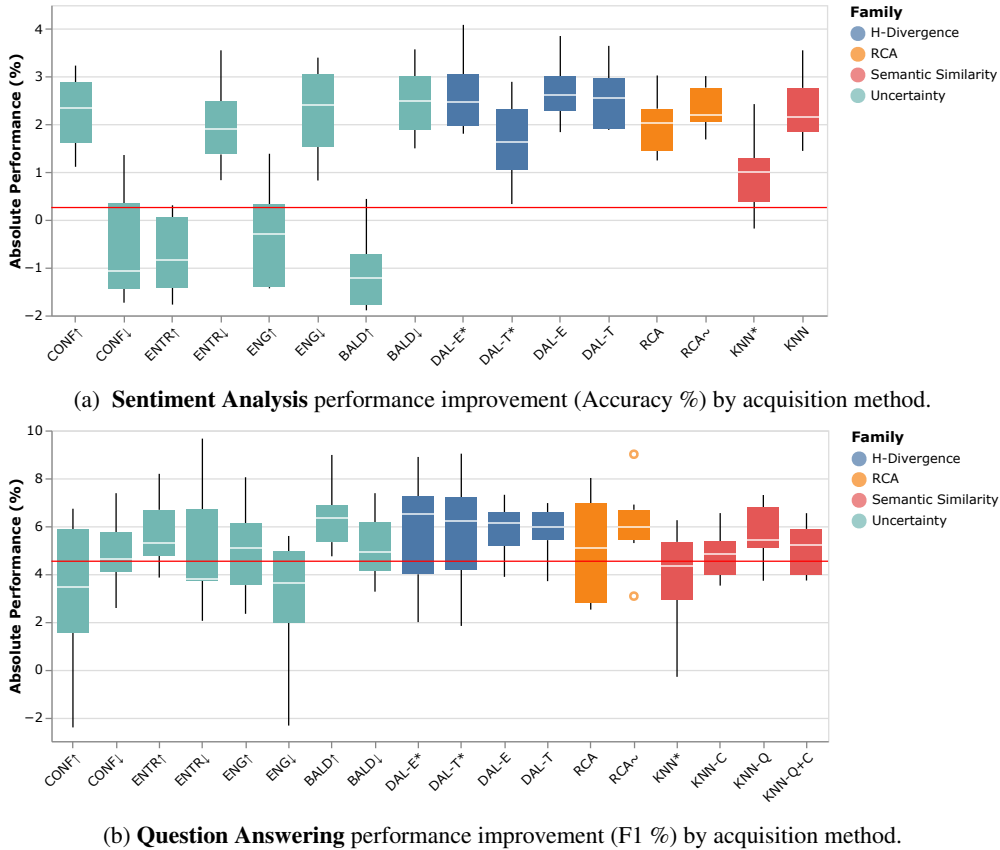 Absolute Performance (%)
4
3
2
1
0
−1
−2
CONF↑
CONF↓
ENTR↑
ENTR↓
ENG↑
ENG↓
BALD↑
BALD↓
DAL-E*
DAL-T*
DAL-E
DAL-T
RCA
RCA~
KNN*
KNN
Family
H-Divergence
RCA
Semantic Similarity
Uncertainty
(a) Sentiment Analysis performance improvement (Accuracy %) by acquisition method.
Absolute Performance (%)
10
8
6
4
2
0
−2
CONF↑
CONF↓
ENTR↑
ENTR↓
ENG↑
ENG↓
BALD↑
BALD↓
DAL-E*
DAL-T*
DAL-E
DAL-T
RCA
RCA~
KNN*
KNN-C
KNN-Q
KNN-Q+C
Family
H-Divergence
RCA
Semantic Similarity
Uncertainty
(b) Question Answering performance improvement (F1 %) by acquisition method.